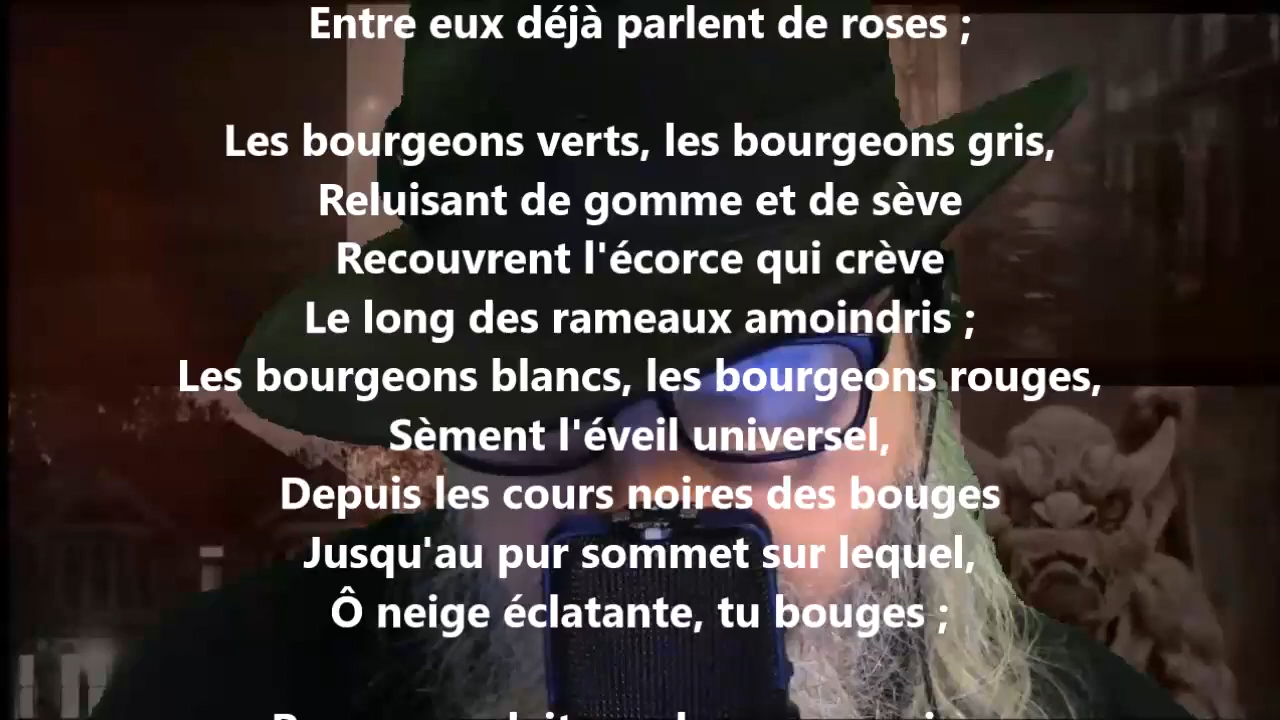 Entre eux déjà parlent de roses ;
Les bourgeons verts, les bourgeons gris,
Reluisant de gomme et de sève
Recouvrent l'écorce qui crève
Le long des rameaux amoindris ;
Les bourgeons blancs, les bourgeons rouges,
Sèment l'éveil universel,
Depuis les cours noires des bouges
Jusqu'au pur sommet sur lequel,
Ô neige éclatante, tu bouges ;